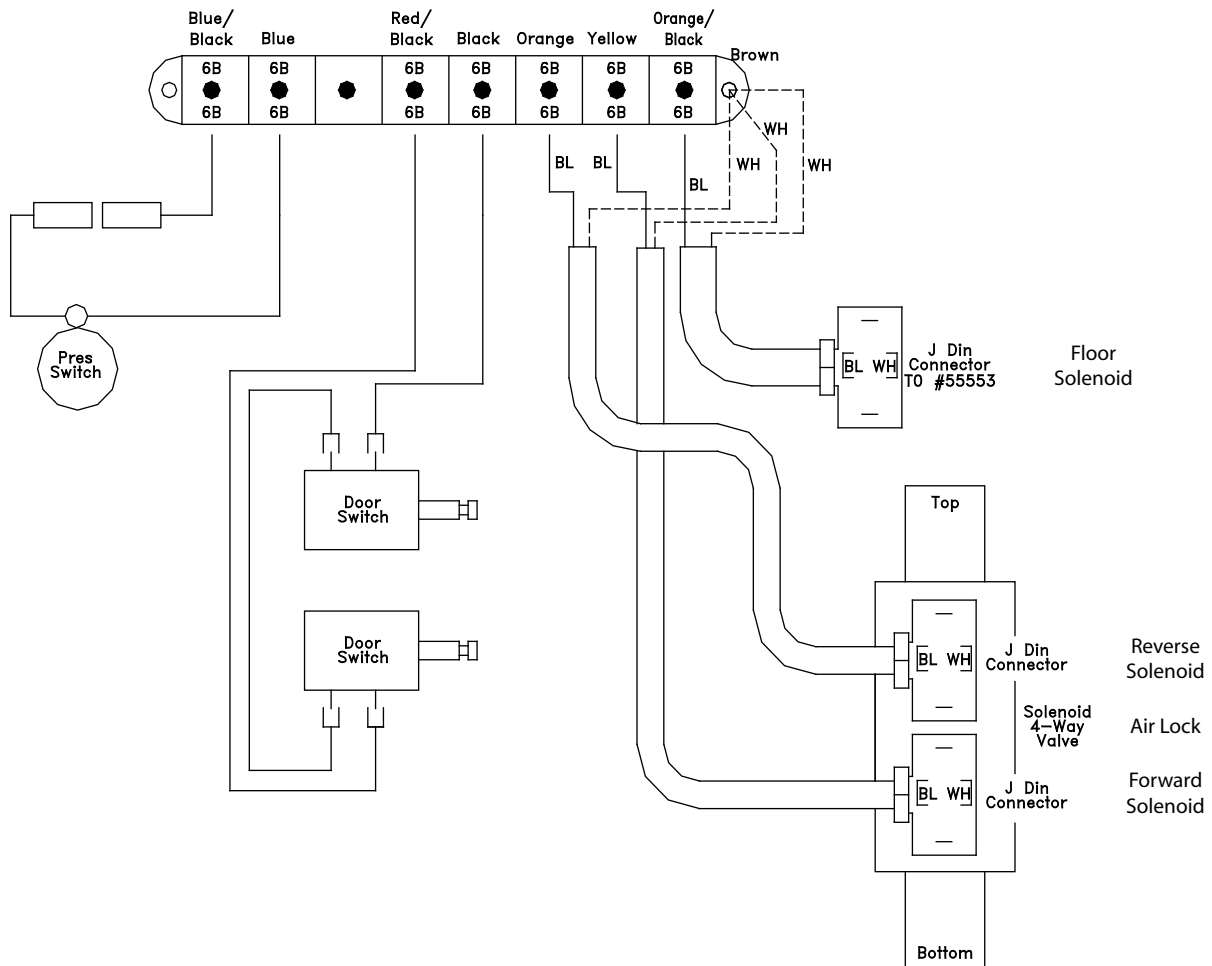 Blue/
Black
Blue
Red/
Black
Black
Orange
Yellow
Orange/
Black
Brown
6B
6B
6B
6B
6B
6B
6B
6B
6B
6B
6B
6B
6B
6B
BL
BL
BL
WH
WH
WH
Pres
Switch
BL WH
J Din
Connector
TO #55553
Floor
Solenoid
Door
Switch
Top
Door
Switch
BL WH
J Din
Connector
Reverse
Solenoid
Solenoid
4-Way
Valve
Air Lock
BL WH
J Din
Connector
Forward
Solenoid
Bottom